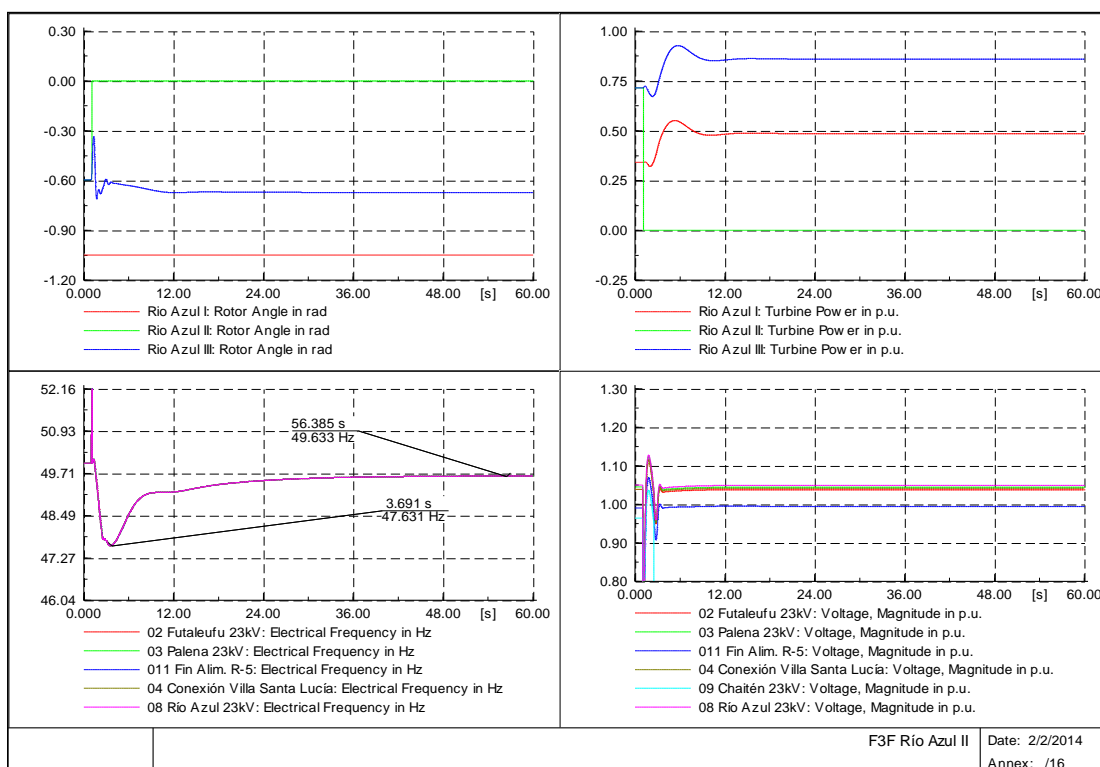 0.30
0.00
-0.30
-0.60
-0.90
-1.20
0.000 12.00 24.00 36.00 48.00 [s] 60.00
Rio Azul I: Rotor Angle in rad
Rio Azul II: Rotor Angle in rad
Rio Azul III: Rotor Angle in rad
1.00
0.75
0.50
0.25
0.00
-0.25
0.000 12.00 24.00 36.00 48.00 [s] 60.00
Rio Azul I: Turbine Power in p.u.
Rio Azul II: Turbine Power in p.u.
Rio Azul III: Turbine Power in p.u.
52.16
50.93
49.71
48.49
47.27
46.04
56.385 s
49.633 Hz
3.691 s
47.631 Hz
0.000 12.00 24.00 36.00 48.00 [s] 60.00
02 Futaleufu 23kV: Electrical Frequency in Hz
03 Palena 23kV: Electrical Frequency in Hz
011 Fin Alim. R-5: Electrical Frequency in Hz
04 Conexión Villa Santa Lucía: Electrical Frequency in Hz
08 Río Azul 23kV: Electrical Frequency in Hz
1.30
1.20
1.10
1.00
0.90
0.80
0.000 12.00 24.00 36.00 48.00 [s] 60.00
02 Futaleufu 23kV: Voltage, Magnitude in p.u.
03 Palena 23kV: Voltage, Magnitude in p.u.
011 Fin Alim. R-5: Voltage, Magnitude in p.u.
04 Conexión Villa Santa Lucía: Voltage, Magnitude in p.u.
09 Chaitén 23kV: Voltage, Magnitude in p.u.
08 Río Azul 23kV: Voltage, Magnitude in p.u.
F3F Río Azul II
Date: 2/2/2014
Annex: /16